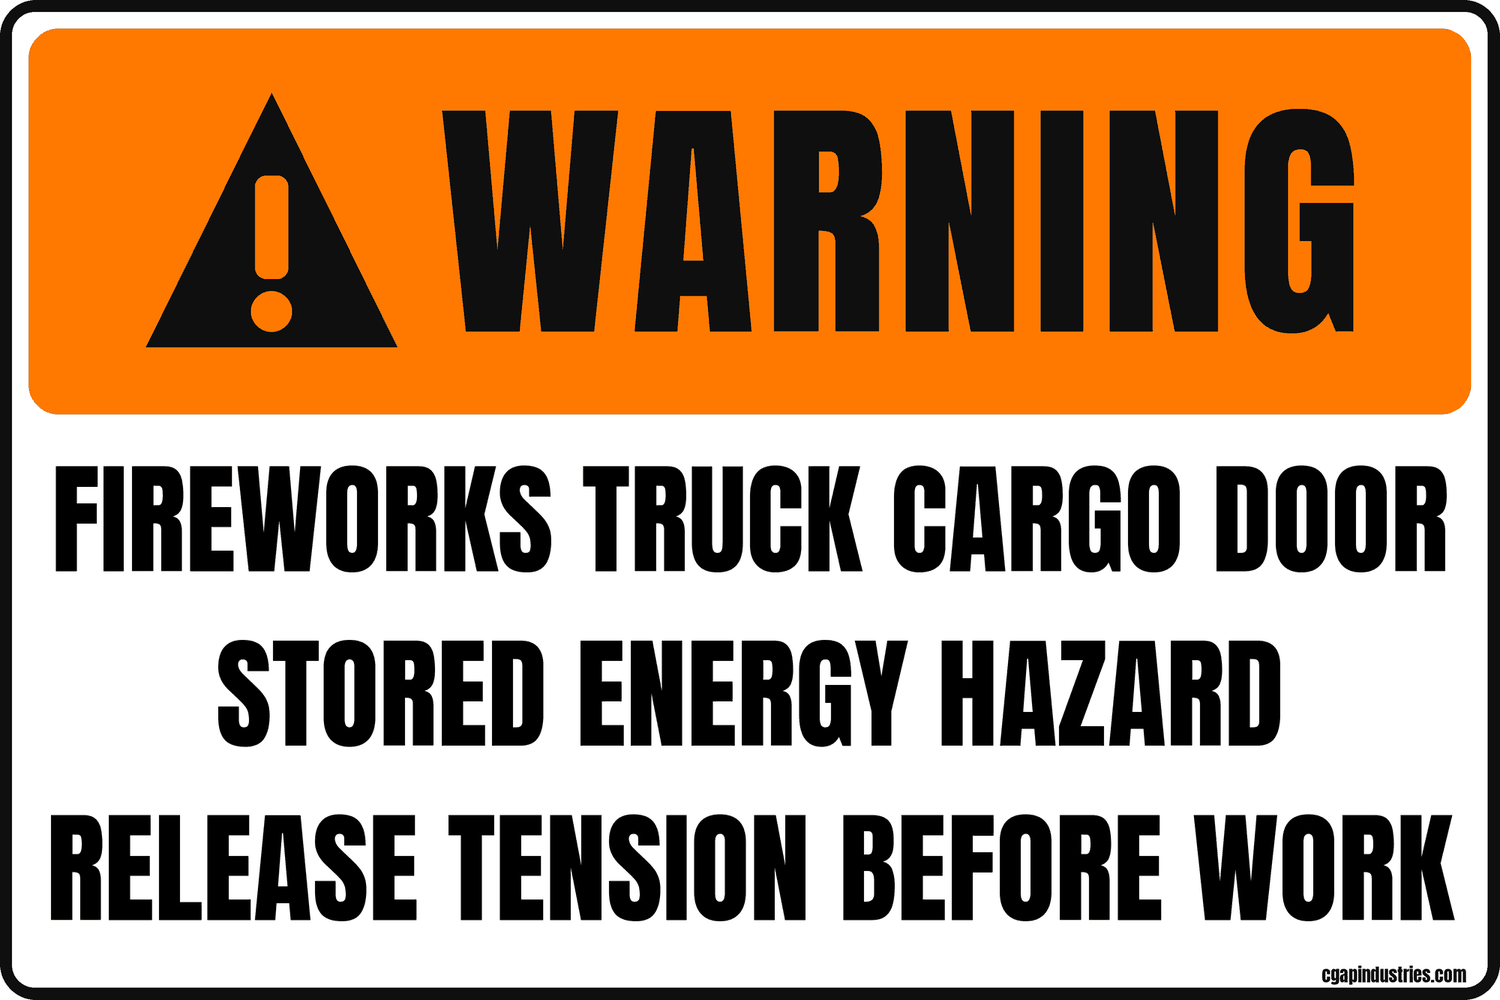 WARNING
FIREWORKS TRUCK CARGO DOOR
STORED ENERGY HAZARD
RELEASE TENSION BEFORE WORK
cgapindustries.com